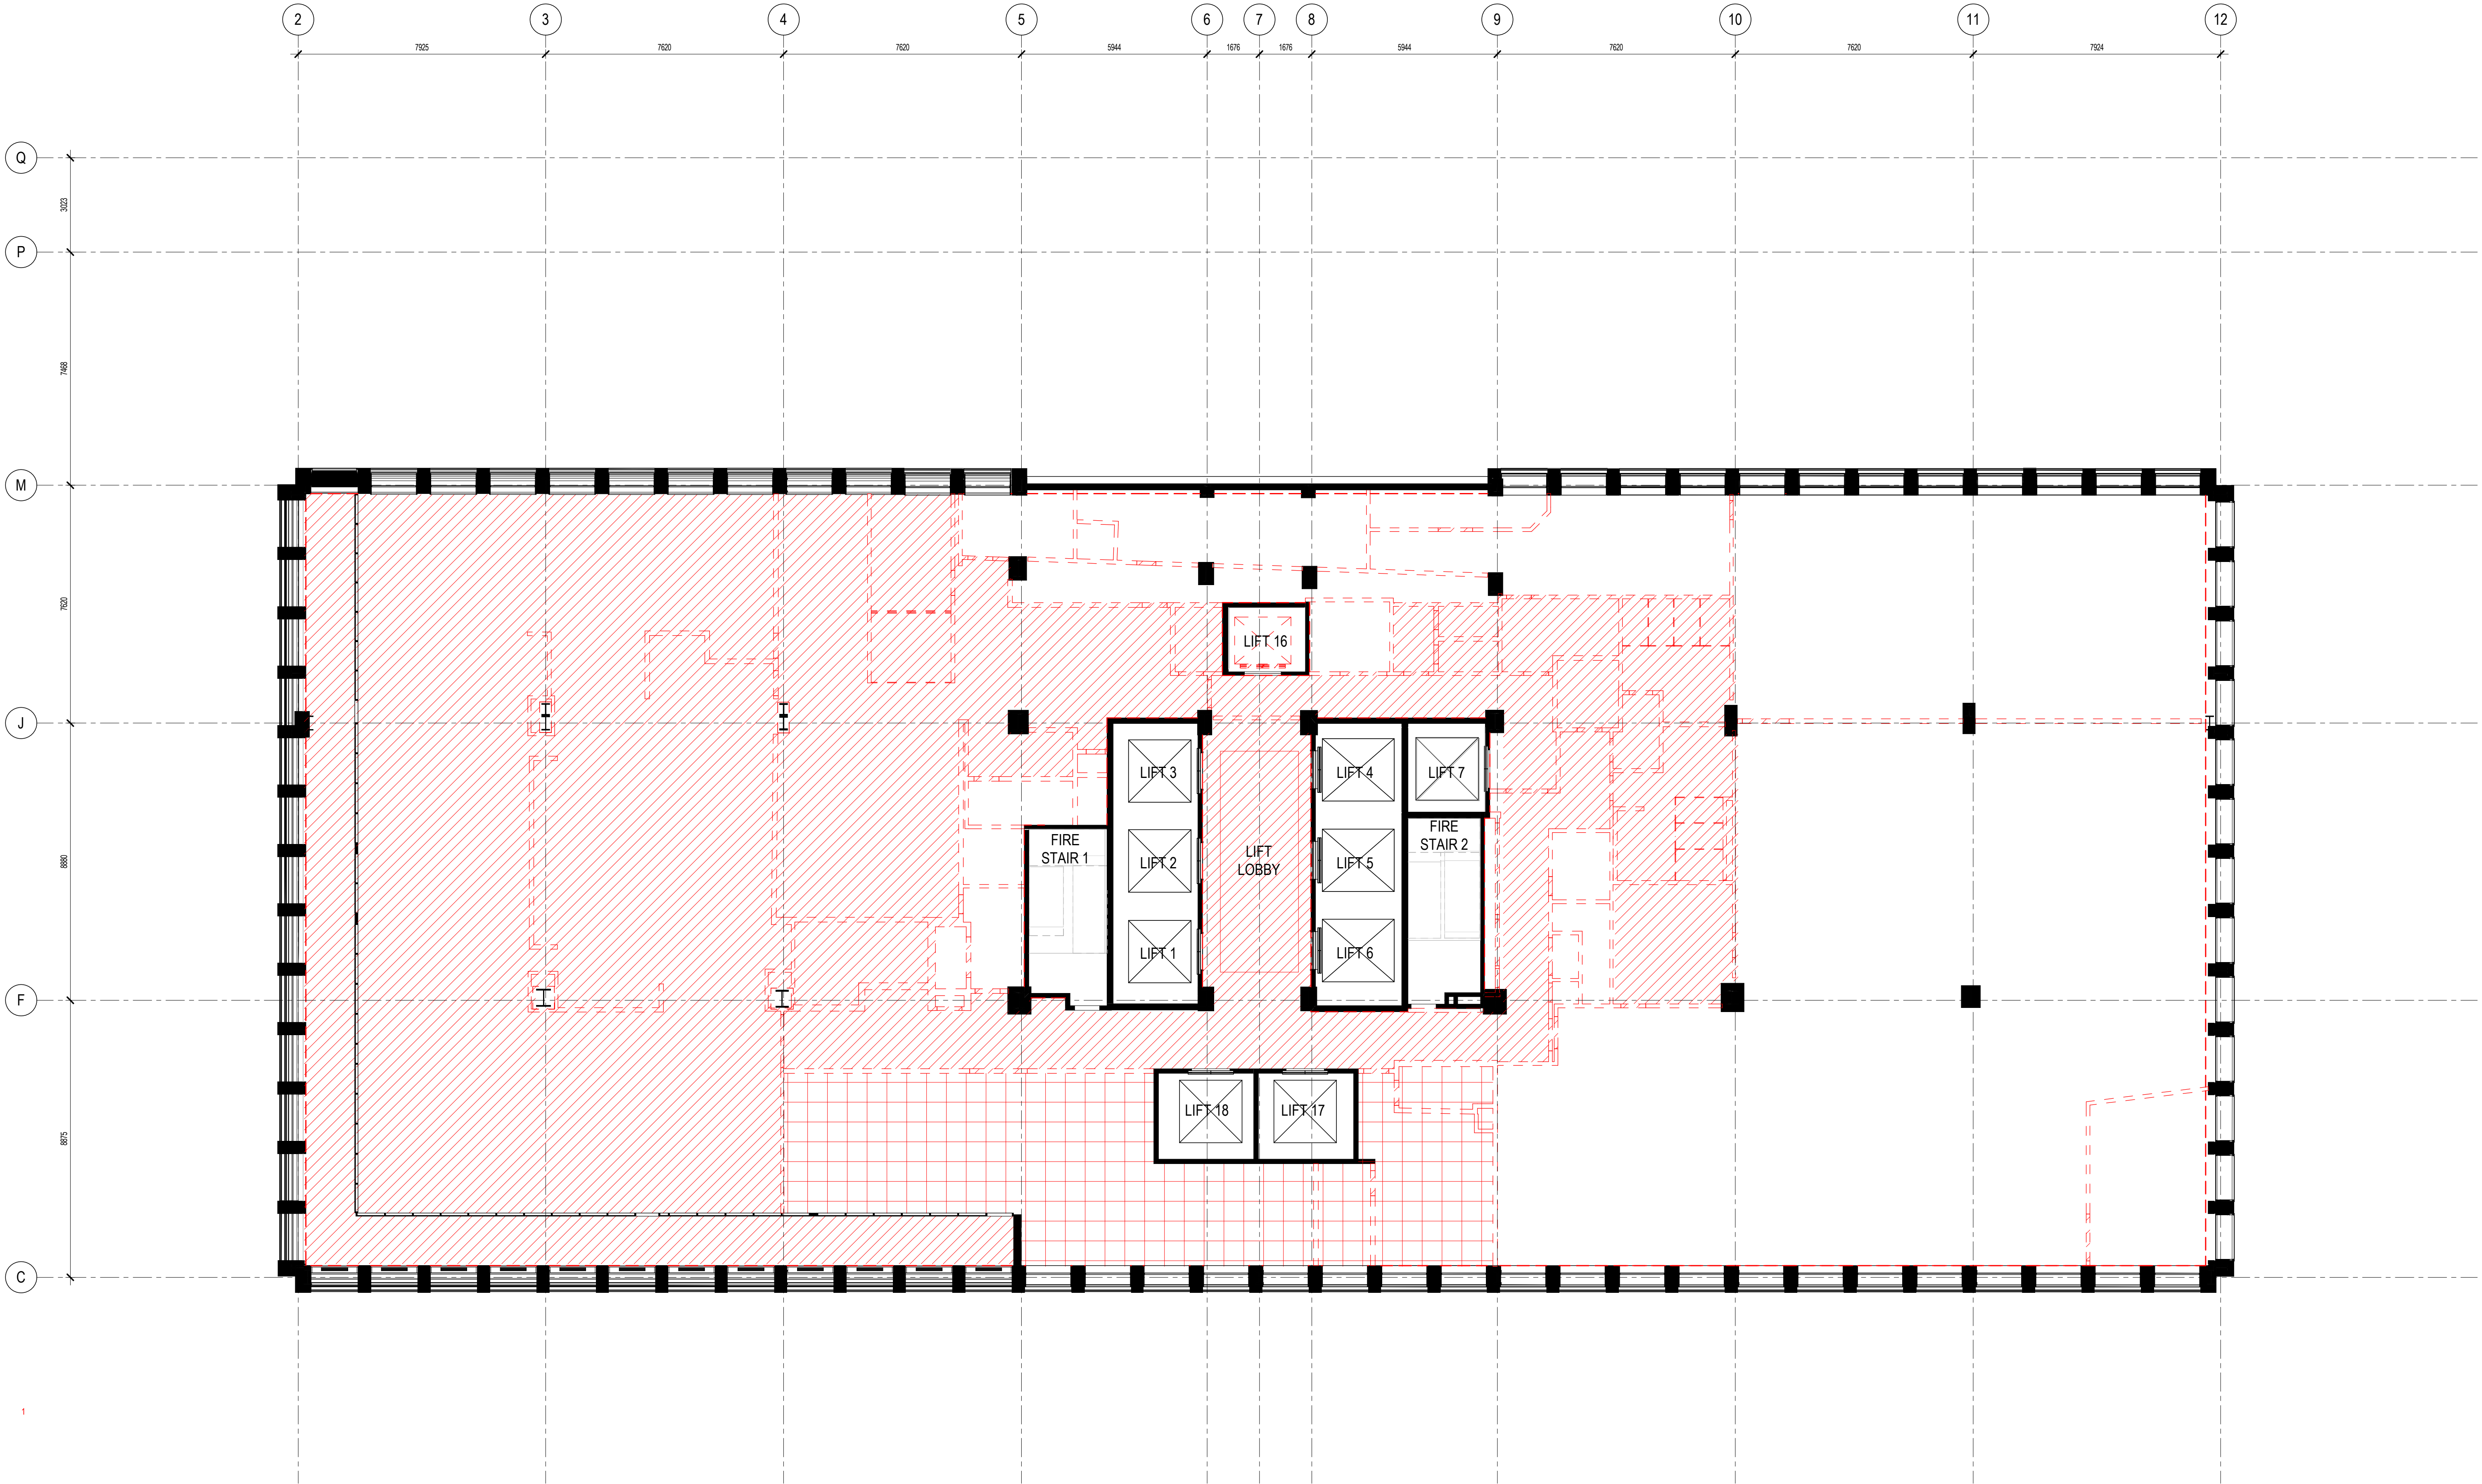 2 3 4 5 6 7 8 9 10 11 12
7925 7620 7620 5944 1676 1676 5944 7620 7620 7924
Q
3023
P
7468
M
7620
LIFT 16
J
LIFT 3 LIFT 4 LIFT 7
FIRE
STAIR 1
FIRE
STAIR 2
8880
LIFT
LOBBY
LIFT 2 LIFT 5
LIFT 1 LIFT 6
F
LIFT 18 LIFT 17
8875
C
1